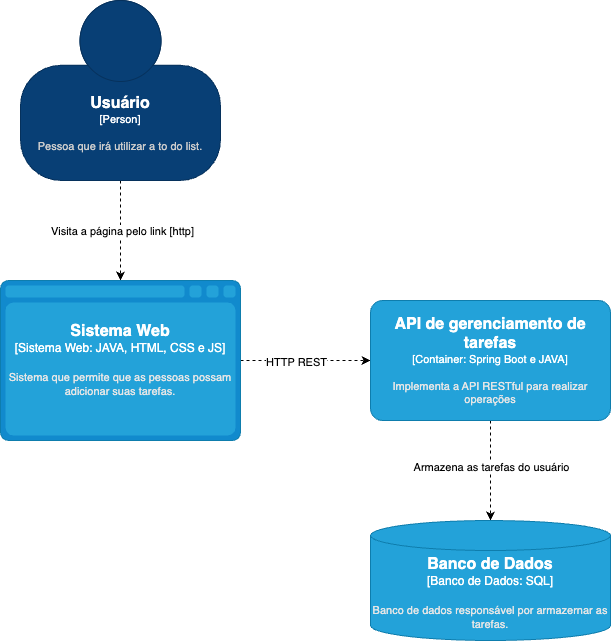 Usuário
[Person]
Pessoa que irá utilizar a to do list.
Visita a página pelo link [http]
Sistema Web
[Sistema Web: JAVA, HTML, CSS e JS]
Sistema que permite que as pessoas possam
adicionar suas tarefas.
HTTP REST
API de gerenciamento de
tarefas
[Container: Spring Boot e JAVA]
Implementa a API RESTful para realizar
operações
Armazena as tarefas do usuário
Banco de Dados
[Banco de Dados: SQL]
Banco de dados responsável por armazemar as
tarefas.